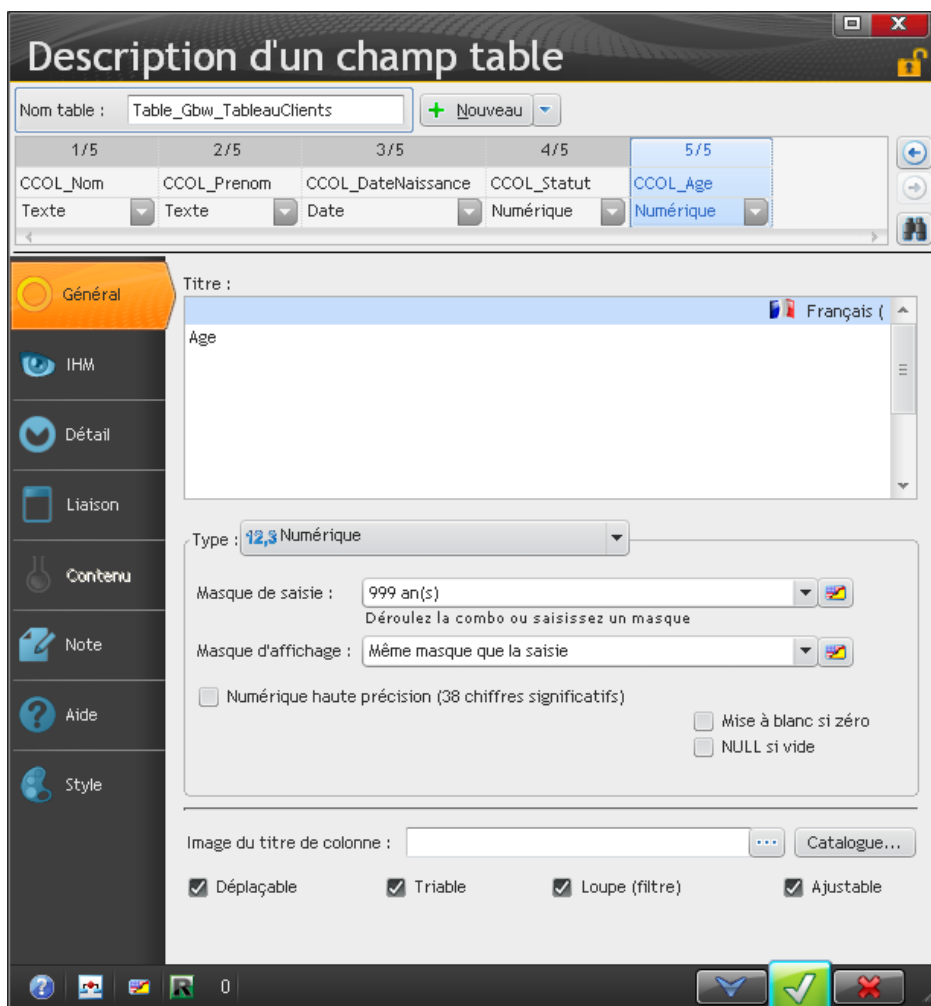 Description d'un champ table
Nom table : Table_Gbw_TableauClients Nouveau
1/5 2/5 3/5 4/5 5/5
CCOL_Nom CCOL_Prenom CCOL_DateNaissance CCOL_Statut CCOL_Age
Texte Texte Date Numérique Numérique
Général
IHM
Détail
Liaison
Contenu
Note
Aide
Style
Titre :
Français (
Age
Type : 12,3 Numérique
Masque de saisie : 999 an(s)
Déroulez la combo ou saisissez un masque
Masque d'affichage : Même masque que la saisie
Numérique haute précision (38 chiffres significatifs)
Mise à blanc si zéro
NULL si vide
Image du titre de colonne : ... Catalogue...
Déplaçable Triable Loupe (filtre) Ajustable
? R 0